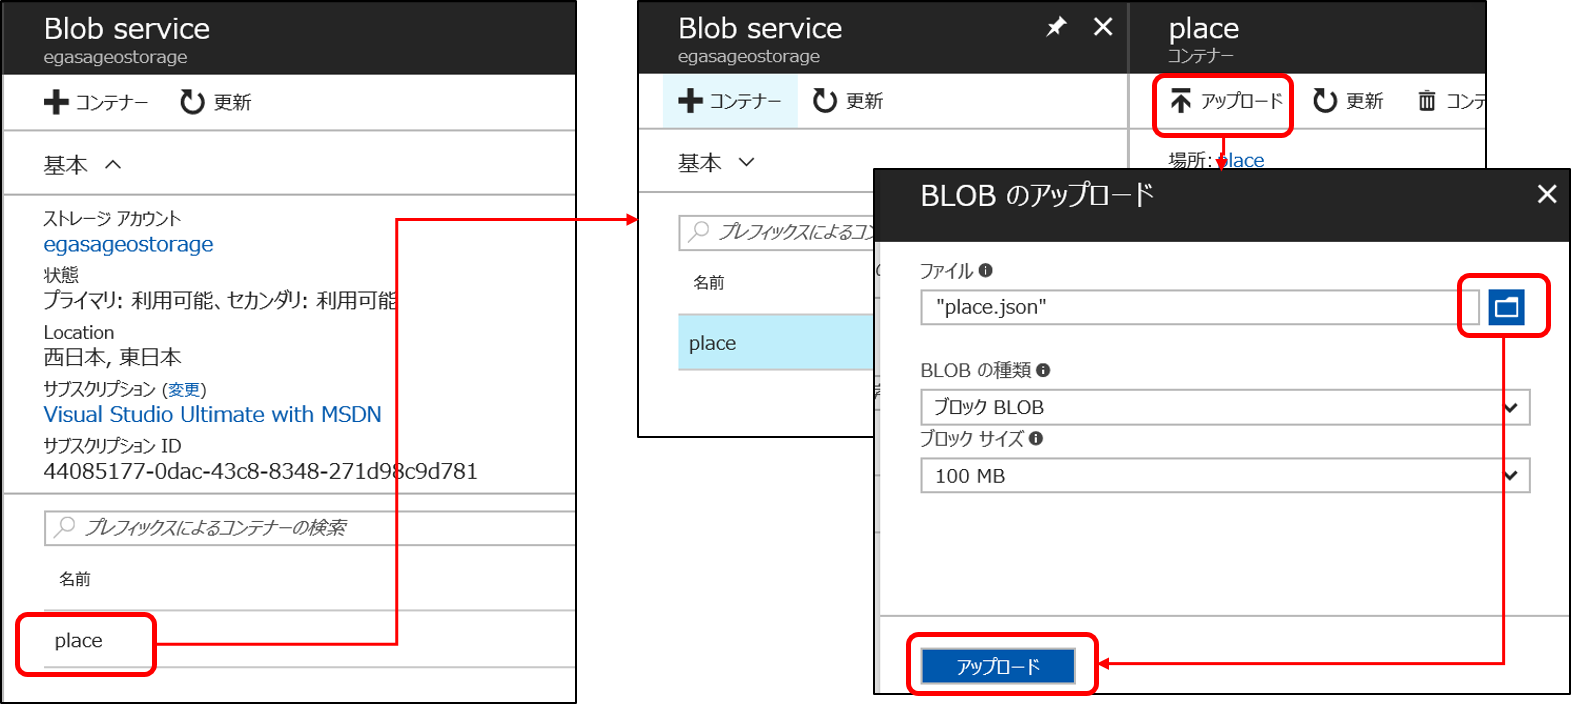 Blob service
egasageostorage
コンテナー
更新
基本
ストレージ アカウント
egasageostorage
状態
プライマリ: 利用可能、セカンダリ: 利用可能
Location
西日本, 東日本
サブスクリプション (変更)
Visual Studio Ultimate with MSDN
サブスクリプション ID
44085177-0dac-43c8-8348-271d98c9d781
プレフィックスによるコンテナーの検索
名前
place
Blob service
egasageostorage
コンテナー
更新
基本
プレフィックスによるコン
名前
place
place
コンテナー
アップロード
更新
コンテ
場所: place
BLOB のアップロード
ファイル
"place.json"
BLOB の種類
ブロック BLOB
ブロック サイズ
100 MB
アップロード